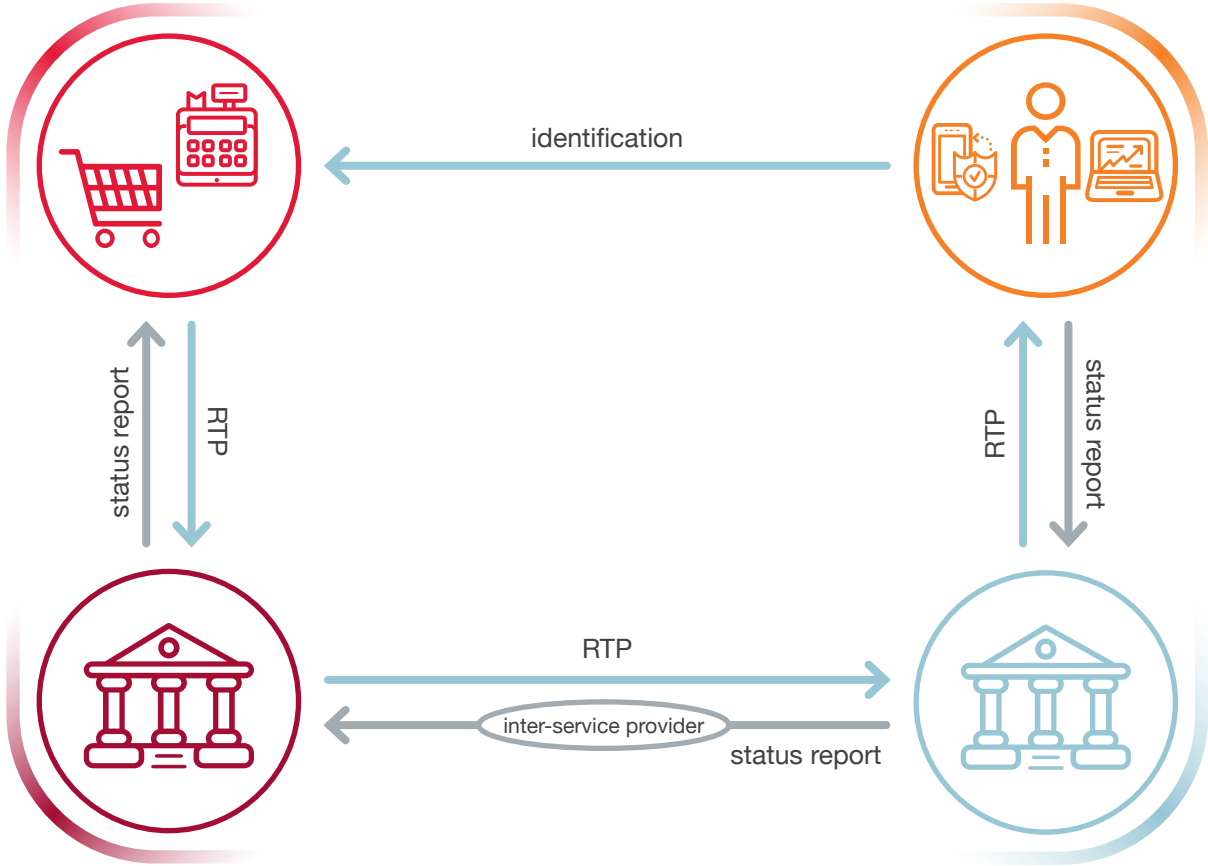 identification
status report
RTP
RTP
status report
RTP
inter-service provider
status report